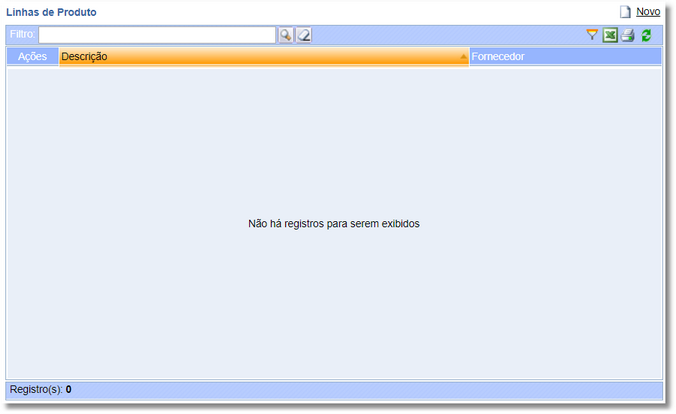 Linhas de Produto Novo
Filtro:
Ações Descrição Fornecedor
Não há registros para serem exibidos
Registro(s): 0